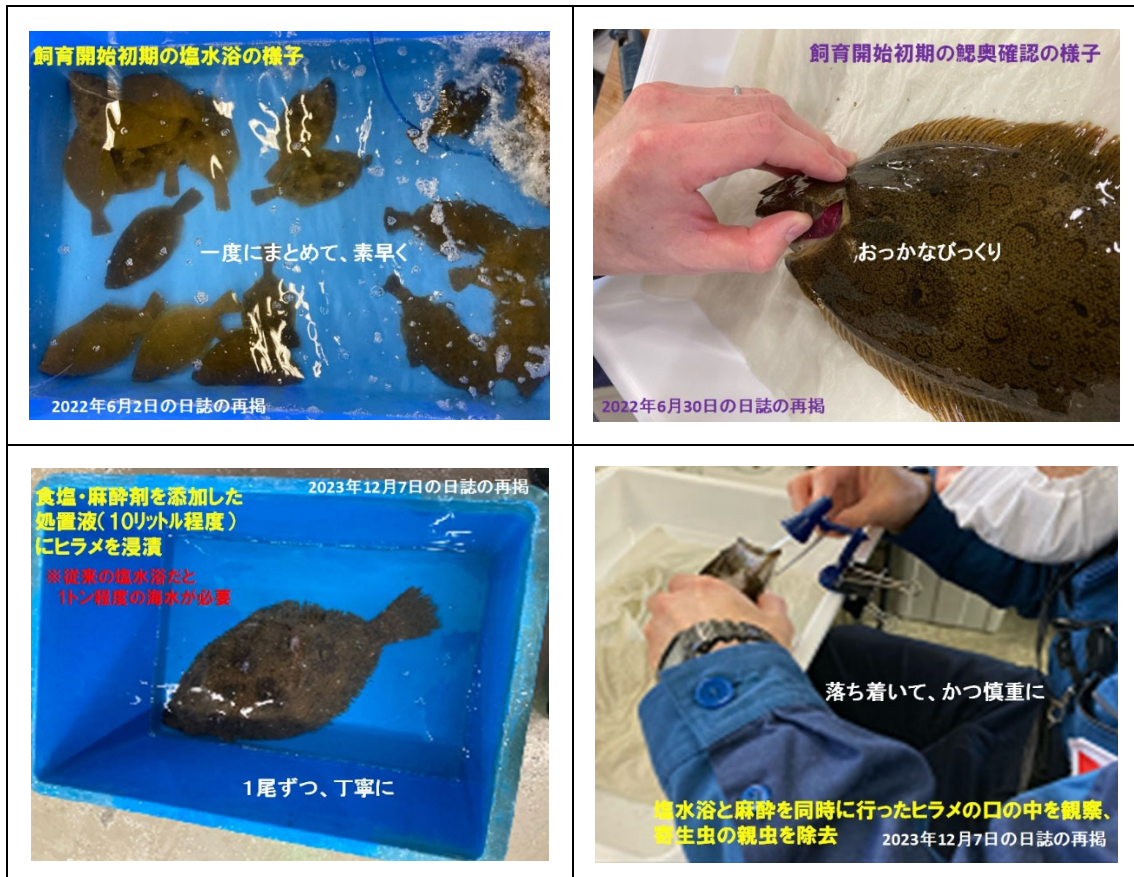 飼育開始初期の塩水浴の様子
一度にまとめて、素早く
2022年6月2日の日誌の再掲
飼育開始初期の鰓奥確認の様子
おっかなびっくり
2022年6月30日の日誌の再掲
2023年12月7日の日誌の再掲
食塩・麻酔剤を添加した
処置液(10リットル程度)
にヒラメを浸漬
※従来の塩水浴だと
1トン程度の海水が必要
1尾ずつ、丁寧に
落ち着いて、かつ慎重に
塩水浴と麻酔を同時に行ったヒラメの口の中を観察、
寄生虫の親虫を除去
2023年12月7日の日誌の再掲